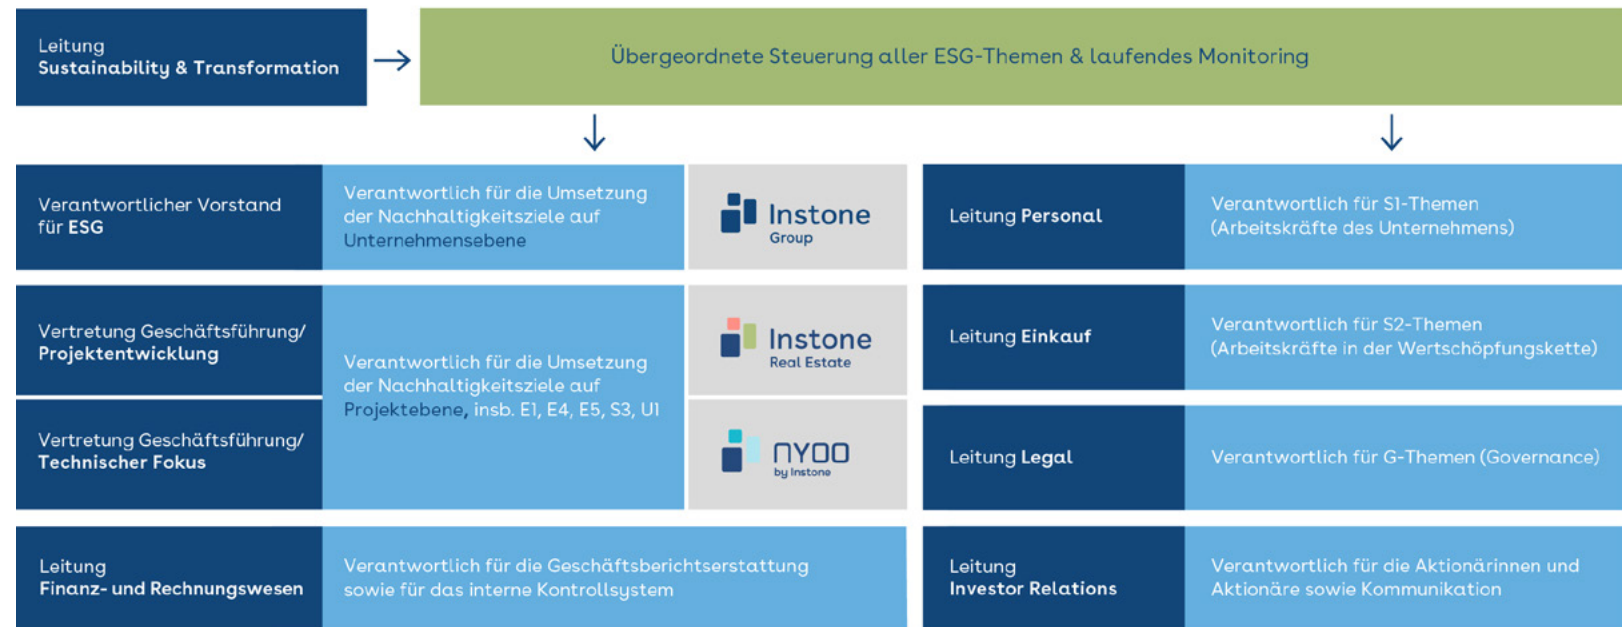 Leitung
Sustainability & Transformation
Übergeordnete Steuerung aller ESG-Themen & laufendes Monitoring
Verantwortlicher Vorstand
für ESG
Verantwortlich für die Umsetzung
der Nachhaltigkeitsziele auf
Unternehmensebene
Instone
Group
Vertretung Geschäftsführung/
Projektentwicklung
Vertretung Geschäftsführung/
Technischer Fokus
Verantwortlich für die Umsetzung
der Nachhaltigkeitsziele auf
Projektebene, insb. E1, E4, E5, S3, U1
Instone
Real Estate
NYOO
by Instone
Leitung
Finanz- und Rechnungswesen
Verantwortlich für die Geschäftsberichtserstattung
sowie für das interne Kontrollsystem
Leitung Personal
Verantwortlich für S1-Themen
(Arbeitskräfte des Unternehmens)
Leitung Einkauf
Verantwortlich für S2-Themen
(Arbeitskräfte in der Wertschöpfungskette)
Leitung Legal
Verantwortlich für G-Themen (Governance)
Leitung
Investor Relations
Verantwortlich für die Aktionärinnen und
Aktionäre sowie Kommunikation